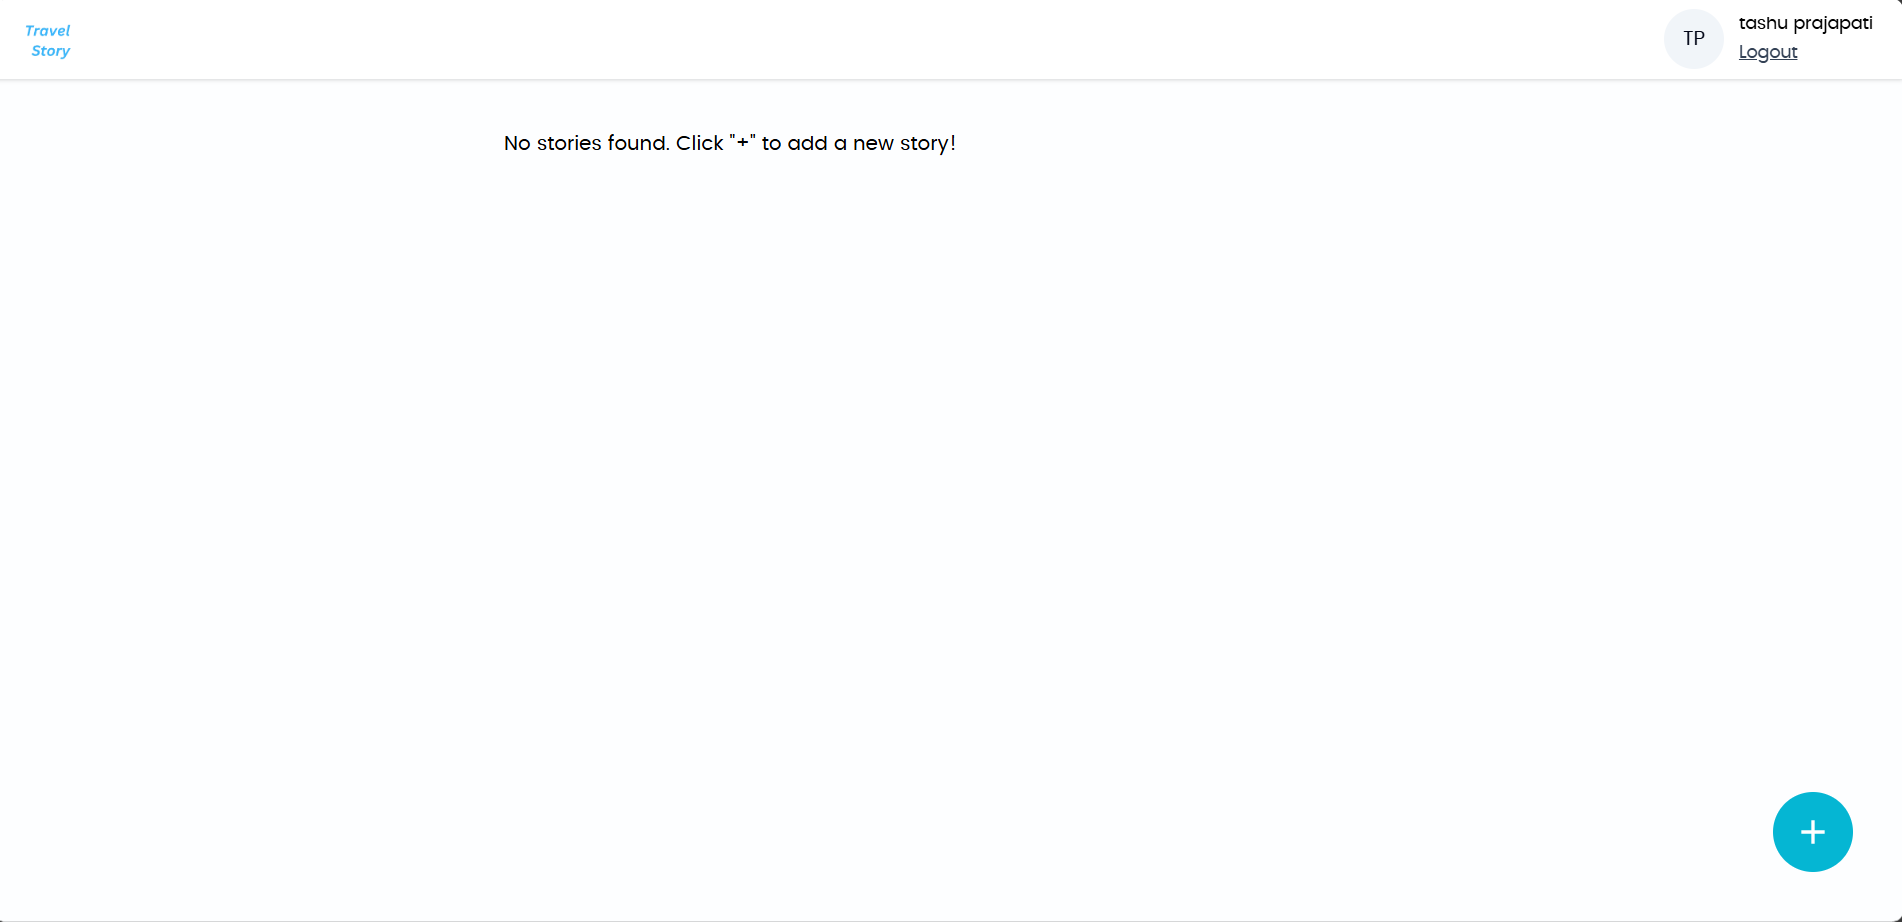 Travel
Story
TP
tashu prajapati
Logout
No stories found. Click "+" to add a new story!
+